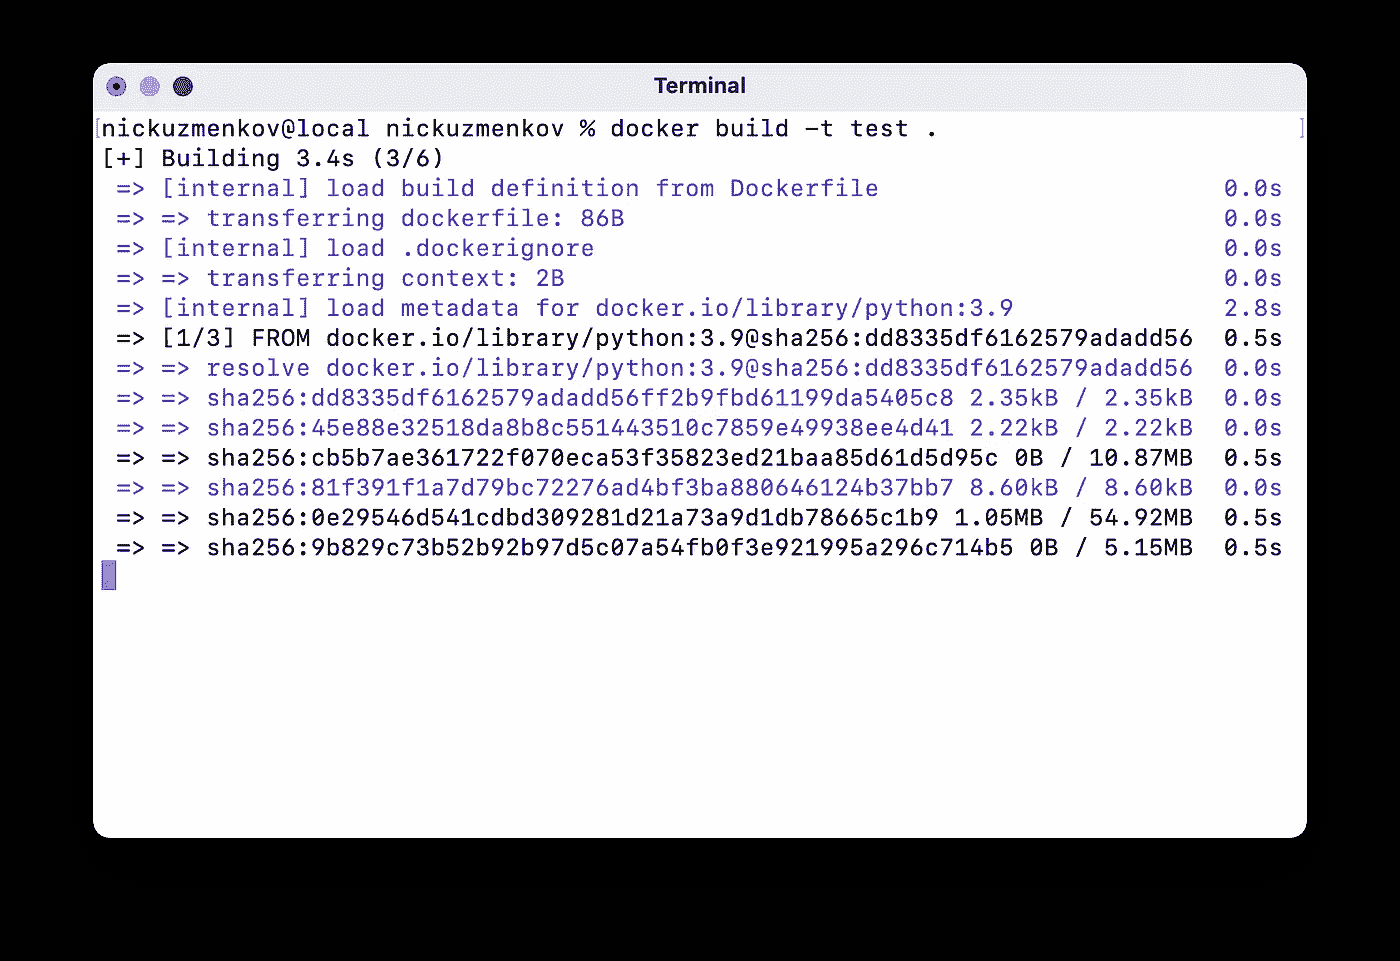 Terminal
[nickuzmenkov@local nickuzmenkov % docker build -t test . ]
[+] Building 3.4s (3/6)
=> [internal] load build definition from Dockerfile 0.0s
=> => transferring dockerfile: 86B 0.0s
=> [internal] load .dockerignore 0.0s
=> => transferring context: 2B 0.0s
=> [internal] load metadata for docker.io/library/python:3.9 2.8s
=> [1/3] FROM docker.io/library/python:3.9@sha256:dd8335df6162579adadd56 0.5s
=> => resolve docker.io/library/python:3.9@sha256:dd8335df6162579adadd56 0.0s
=> => sha256:dd8335df6162579adadd56ff2b9fbd61199da5405c8 2.35kB / 2.35kB 0.0s
=> => sha256:45e88e32518da8b8c551443510c7859e49938ee4d41 2.22kB / 2.22kB 0.0s
=> => sha256:cb5b7ae361722f070eca53f35823ed21baa85d61d5d95c 0B / 10.87MB 0.5s
=> => sha256:81f391f1a7d79bc72276ad4bf3ba880646124b37bb7 8.60kB / 8.60kB 0.0s
=> => sha256:0e29546d541cdbd309281d21a73a9d1db78665c1b9 1.05MB / 54.92MB 0.5s
=> => sha256:9b829c73b52b92b97d5c07a54fb0f3e921995a296c714b5 0B / 5.15MB 0.5s